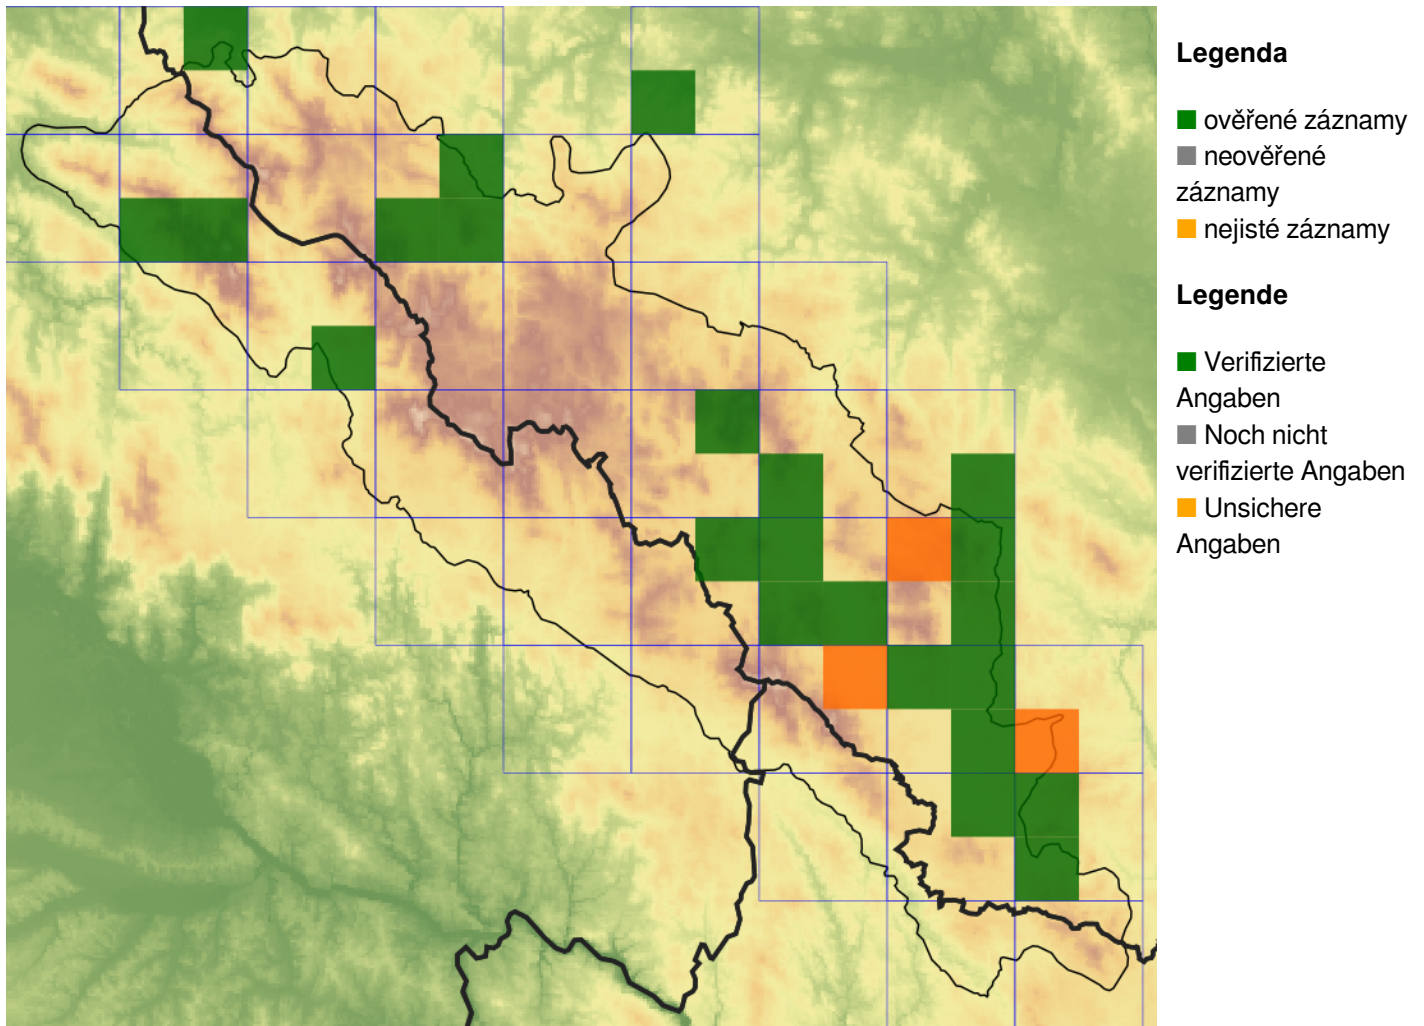 Legenda
ověřené záznamy
neověřené
záznamy
nejisté záznamy
Legende
Verifizierte
Angaben
Noch nicht
verifizierte Angaben
Unsichere
Angaben